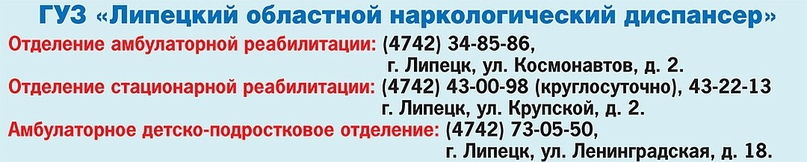 ГУЗ «Липецкий областной наркологический диспансер»
Отделение амбулаторной реабилитации: (4742) 34-85-86,
г. Липецк, ул. Космонавтов, д. 2.
Отделение стационарной реабилитации: (4742) 43-00-98 (круглосуточно), 43-22-13
г. Липецк, ул. Крупской, д. 2.
Амбулаторное детско-подростковое отделение: (4742) 73-05-50,
г. Липецк, ул. Ленинградская, д. 18.